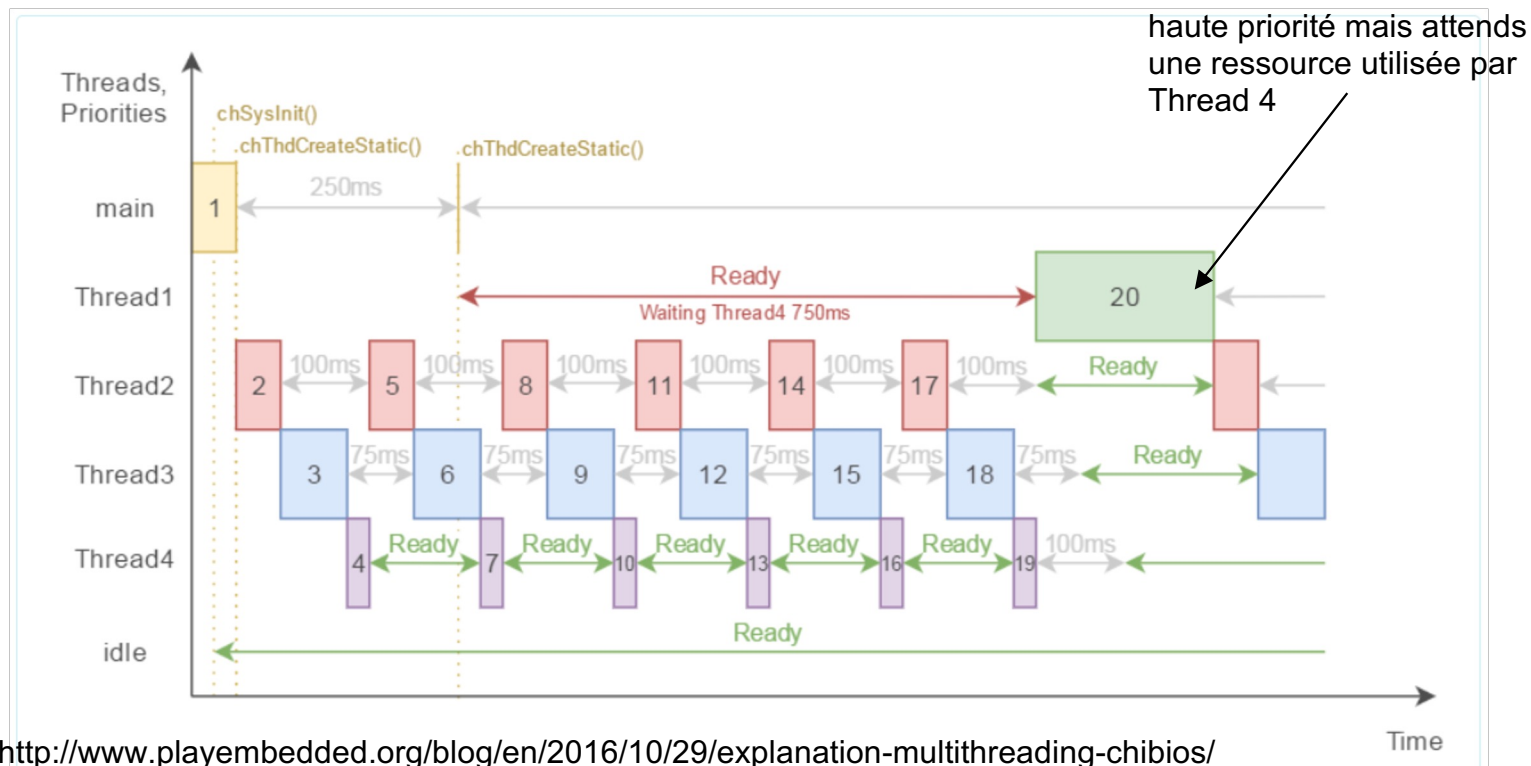 haute priorité mais attends
une ressource utilisée par
Thread 4
Threads,
Priorities
chSysInit()
chThdCreateStatic()
chThdCreateStatic()
main
1
250ms
Thread1
Ready
Waiting Thread4 750ms
20
Thread2
2
100ms
5
100ms
8
100ms
11
100ms
14
100ms
17
100ms
Ready
Thread3
3
75ms
6
75ms
9
75ms
12
75ms
15
75ms
18
75ms
Ready
Thread4
4
Ready
7
Ready
10
Ready
13
Ready
16
Ready
19
100ms
idle
Ready
Time
http://www.playembedded.org/blog/en/2016/10/29/explanation-multithreading-chibios/